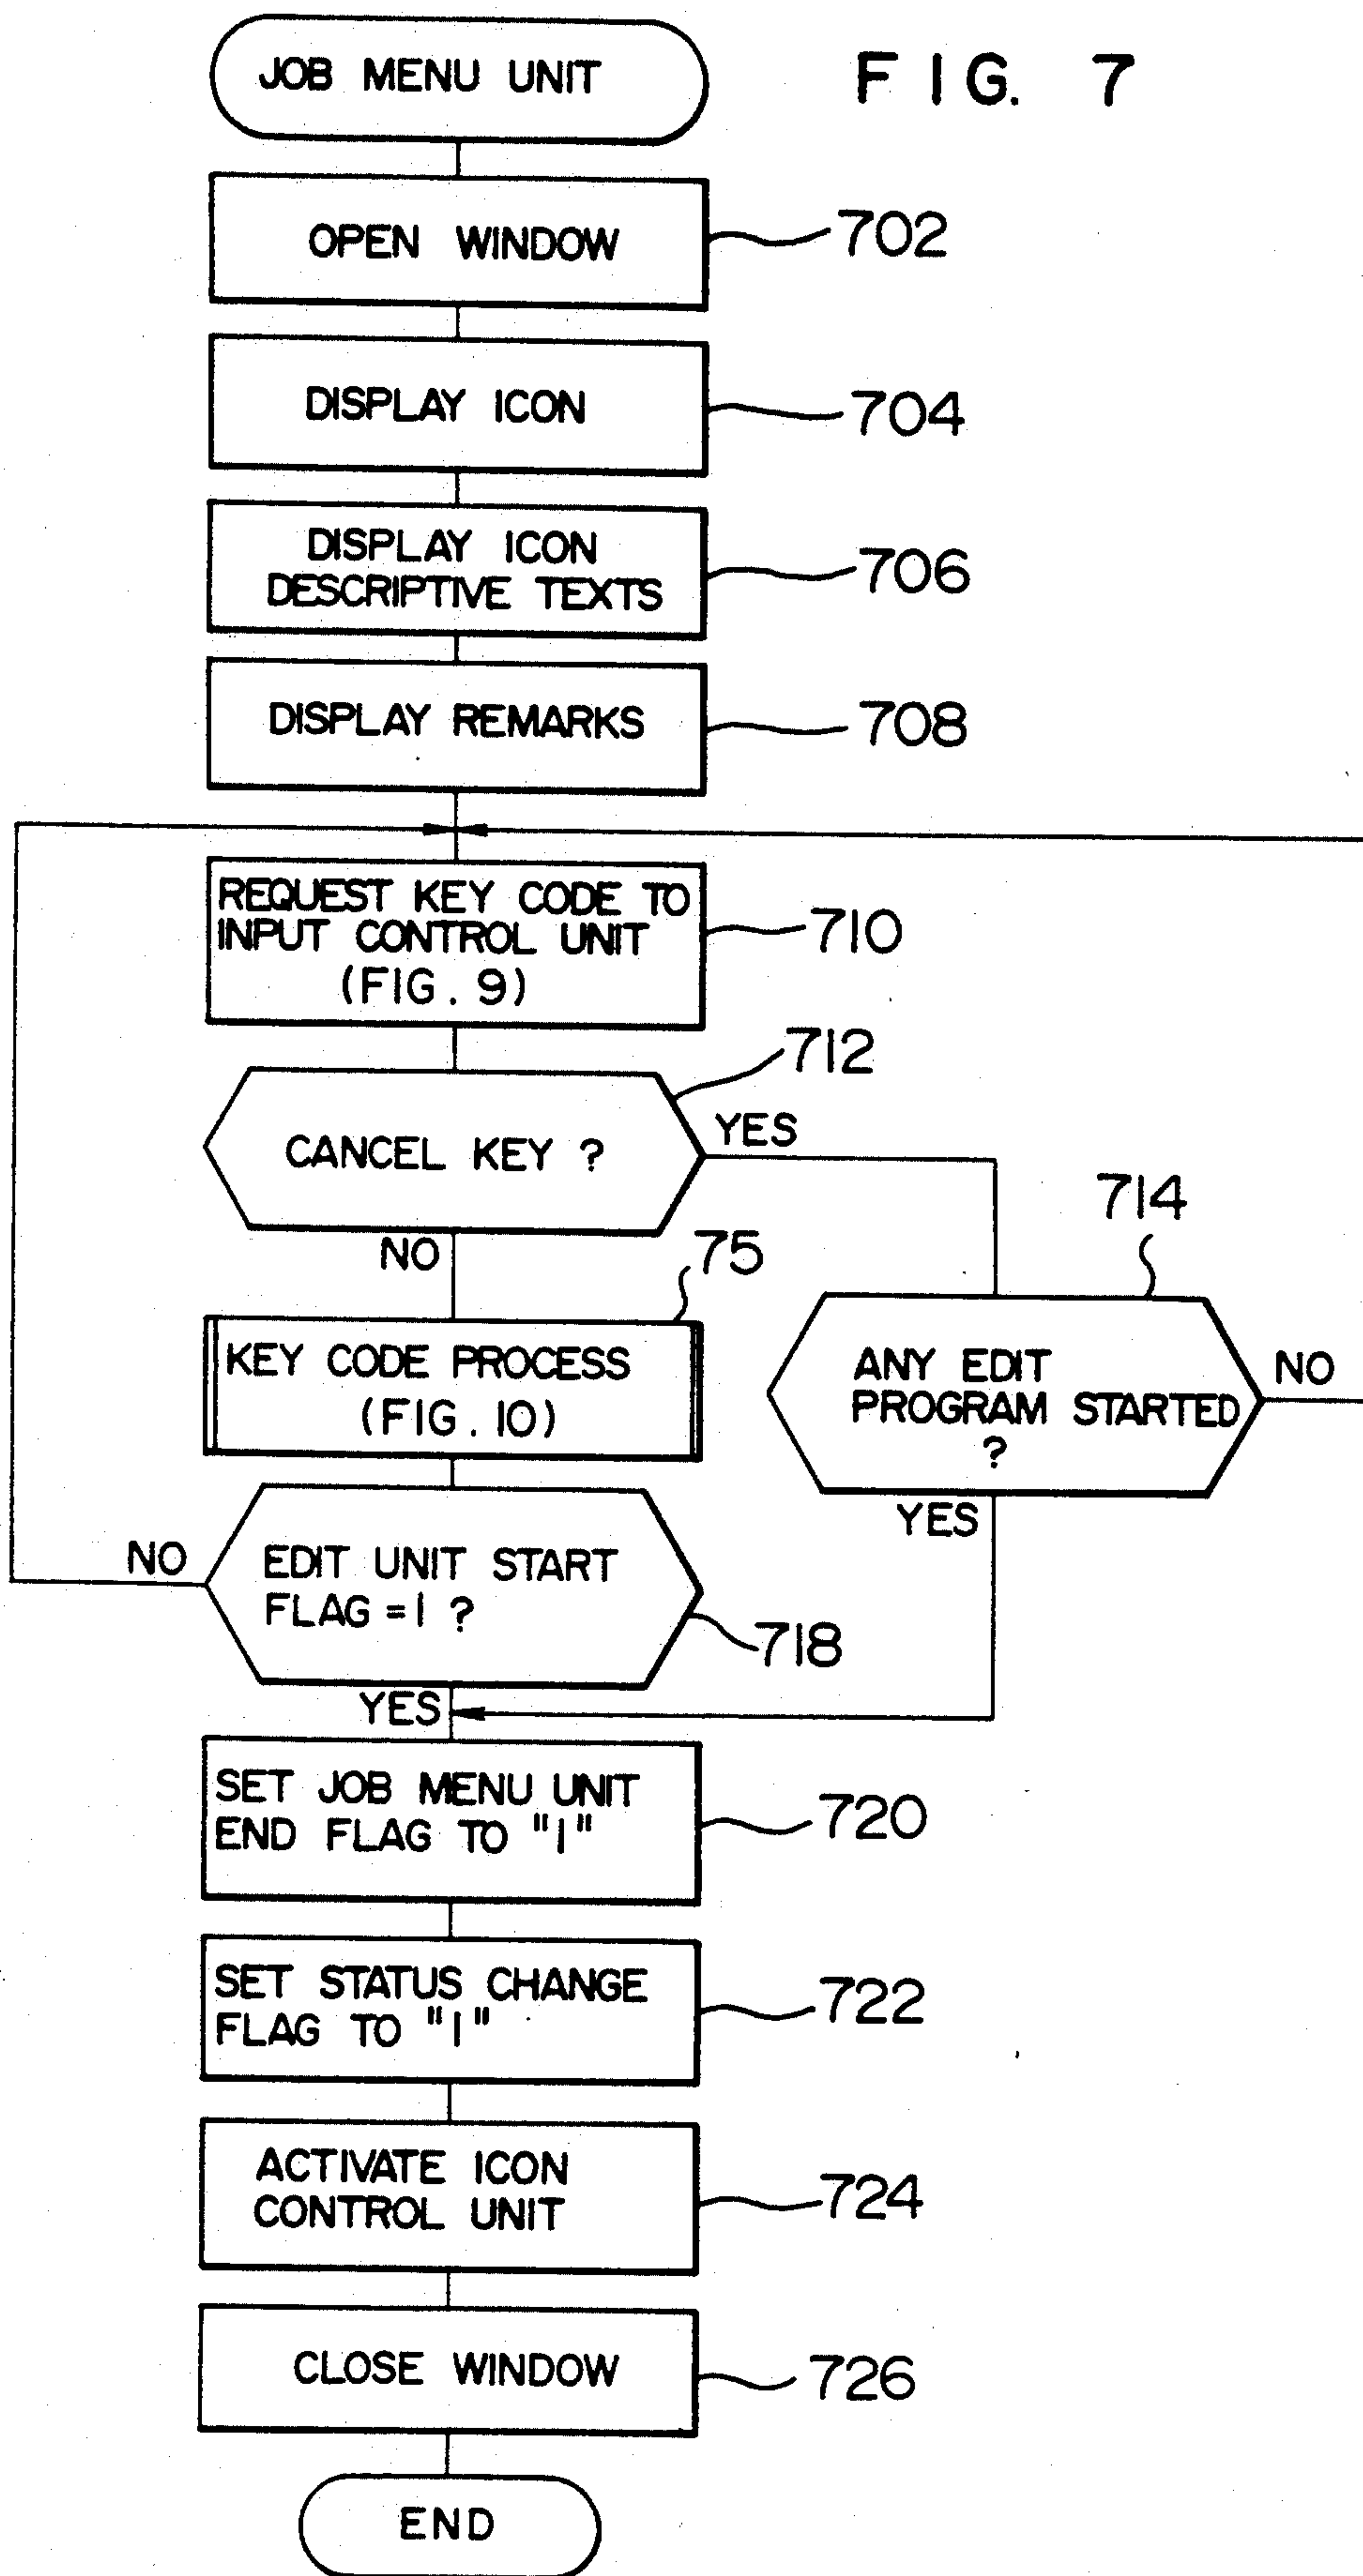 JOB MENU UNIT
FIG. 7
OPEN WINDOW
702
DISPLAY ICON
704
DISPLAY ICON
DESCRIPTIVE TEXTS
706
DISPLAY REMARKS
708
REQUEST KEY CODE TO
INPUT CONTROL UNIT
(FIG. 9)
710
712
CANCEL KEY ?
YES
NO
714
75
KEY CODE PROCESS
(FIG. 10)
ANY EDIT
PROGRAM STARTED
?
NO
YES
NO
EDIT UNIT START
FLAG = 1 ?
718
YES
SET JOB MENU UNIT
END FLAG TO "1"
720
SET STATUS CHANGE
FLAG TO "1"
722
ACTIVATE ICON
CONTROL UNIT
724
CLOSE WINDOW
726
END